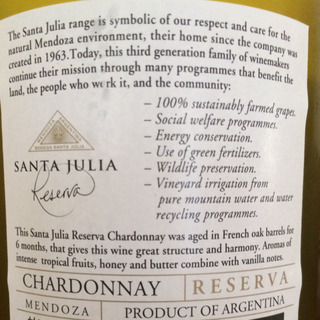 The Santa Julia range is symbolic of our respect and care for the
natural Mendoza environment, their home since the company was
created in 1963.Today, this third generation family of winemakers
continue their mission through many programmes that benefit the
land, the people who work it, and the community:
– 100% sustainably farmed grapes.
– Social welfare programmes.
– Energy conservation.
– Use of green fertilizers.
– Wildlife preservation.
– Vineyard irrigation from
pure mountain water and water
recycling programmes.
BODEGA SANTA JULIA
SANTA JULIA
Reserva
This Santa Julia Reserva Chardonnay was aged in French oak barrels for
6 months, that gives this wine great structure and harmony. Aromas of
intense tropical fruits, honey and butter combine with vanilla notes.
CHARDONNAY RESERVA
MENDOZA PRODUCT OF ARGENTINA